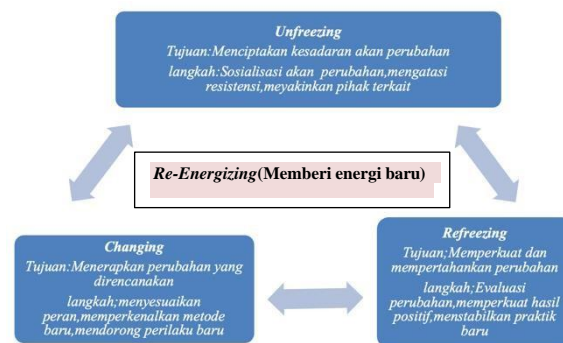 Unfreezing
Tujuan:Menciptakan kesadaran akan perubahan
langkah:Sosialisasi akan perubahan,mengatasi
resistensi,meyakinkan pihak terkait
Re-Energizing(Memberi energi baru)
Changing
Tujuan:Menerapkan perubahan yang
direncanakan
langkah;menyesuaikan
peran,memperkenalkan metode
baru,mendorong perilaku baru
Refreezing
Tujuan;Memperkuat dan
mempertahankan perubahan
langkah;Evaluasi
perubahan,memperkuat hasil
positif,menstabilkan praktik
baru